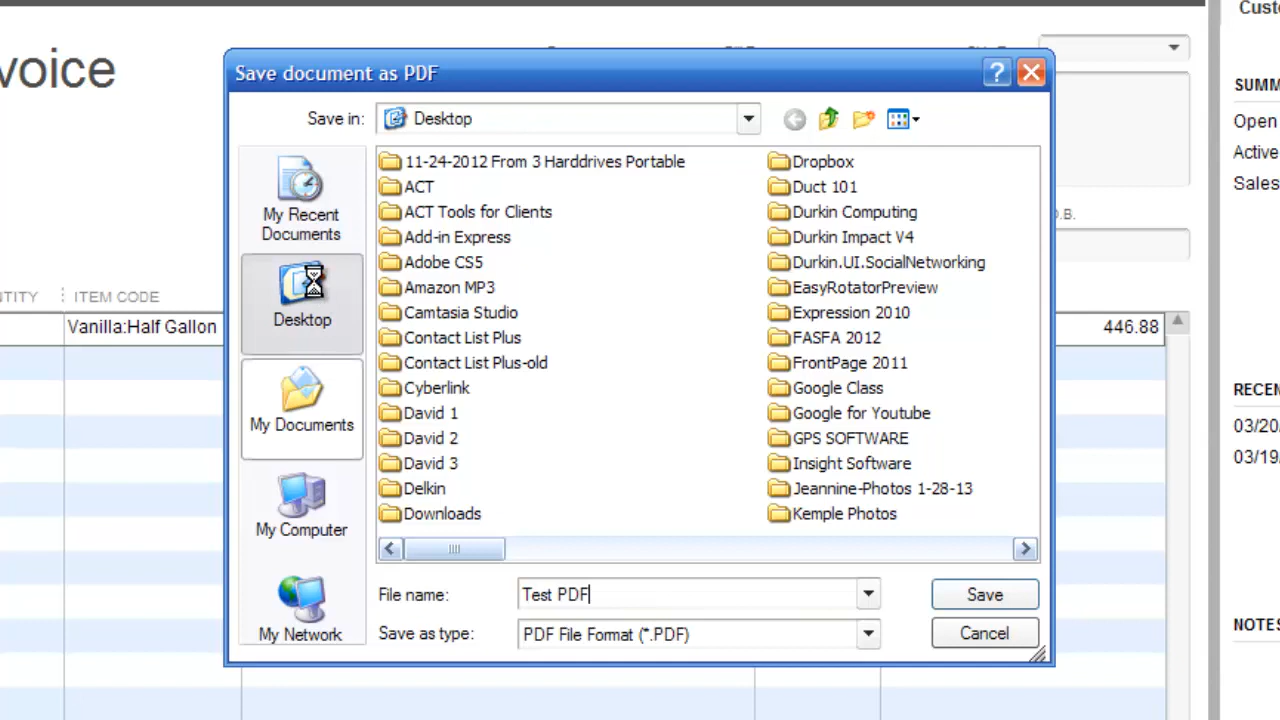 Custo
voice
Save document as PDF
Save in:
Desktop
SUMM
Open
Active
Sales
My Recent
Documents
Desktop
My Documents
My Computer
My Network
11-24-2012 From 3 Harddrives Portable
ACT
ACT Tools for Clients
Add-in Express
Adobe CS5
Amazon MP3
Camtasia Studio
Contact List Plus
Contact List Plus-old
Cyberlink
David 1
David 2
David 3
Delkin
Downloads
Dropbox
Duct 101
Durkin Computing
Durkin Impact V4
Durkin.UI.SocialNetworking
EasyRotatorPreview
Expression 2010
FASFA 2012
FrontPage 2011
Google Class
Google for Youtube
GPS SOFTWARE
Insight Software
Jeannine-Photos 1-28-13
Kemple Photos
File name:
Test PDF
Save
Save as type:
PDF File Format (*.PDF)
Cancel
.O.B.
NTITY
ITEM CODE
Vanilla:Half Gallon
446.88
RECEN
03/20/
03/19/
NOTES